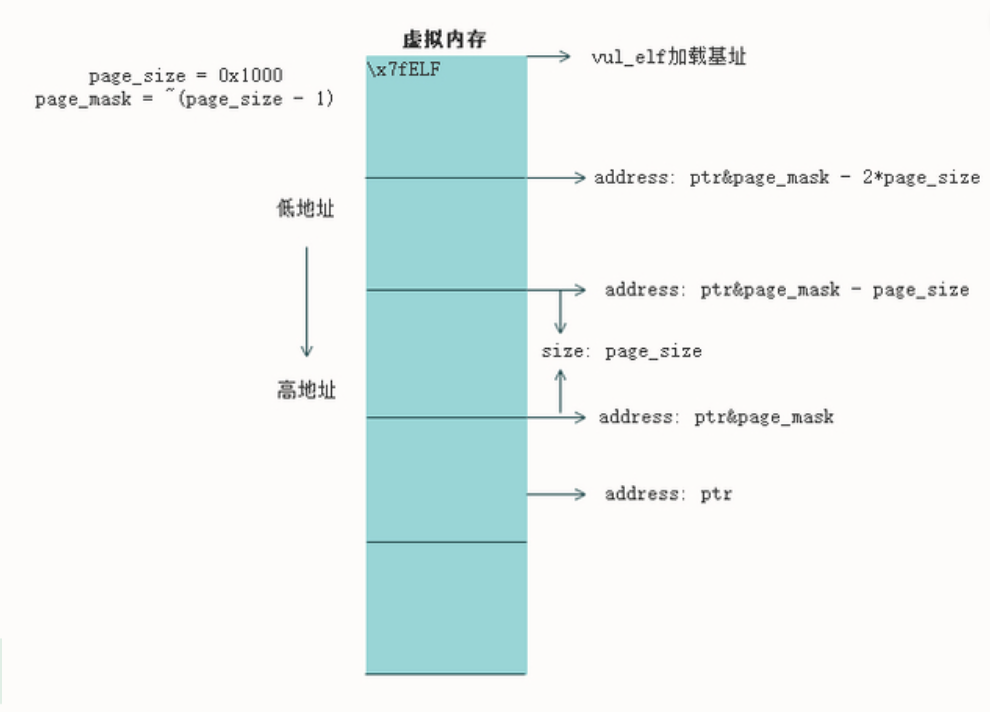 虚拟内存
\x7fELF
vul_elf加载基址
page_size = 0x1000
page_mask = ~(page_size - 1)
address: ptr&page_mask - 2*page_size
低地址
address: ptr&page_mask - page_size
size: page_size
高地址
address: ptr&page_mask
address: ptr